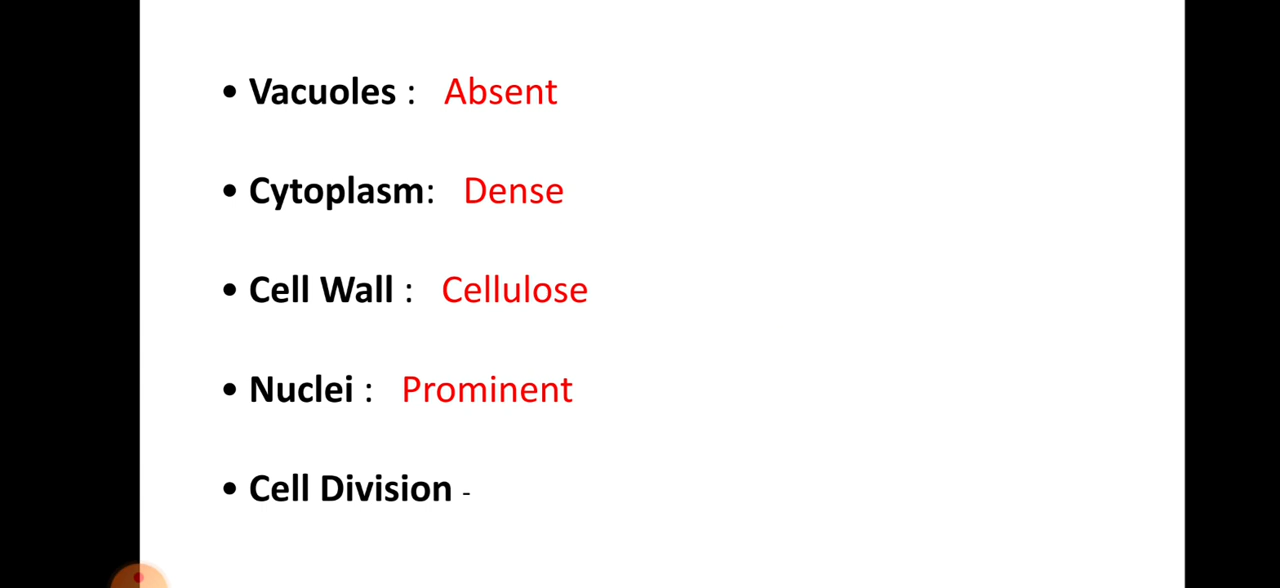 • Vacuoles : Absent
• Cytoplasm: Dense
• Cell Wall : Cellulose
• Nuclei : Prominent
• Cell Division -